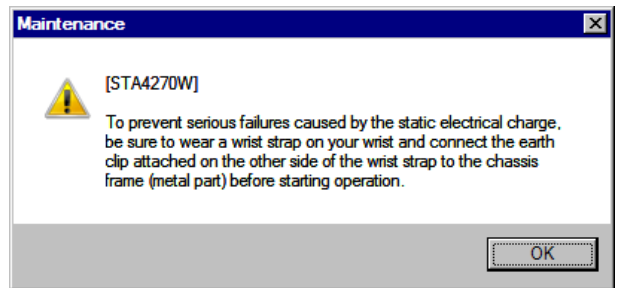 Maintenance
[STA4270W]
To prevent serious failures caused by the static electrical charge,
be sure to wear a wrist strap on your wrist and connect the earth
clip attached on the other side of the wrist strap to the chassis
frame (metal part) before starting operation.
OK